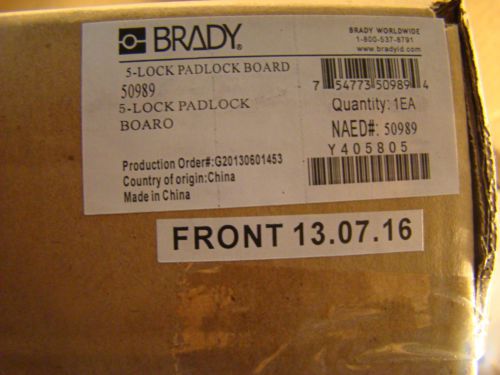 BRADY.
BRADY WORLDWIDE
1-800-537-8791
www.bradyid.com
5-LOCK PADLOCK BOARD
50989
5-LOCK PADLOCK
BOARO
7 54773 50989 4
Quantity: 1EA
NAED#: 50989
Y405805
Production Order#:G20130601453
Country of origin:China
Made in China
FRONT 13.07.16